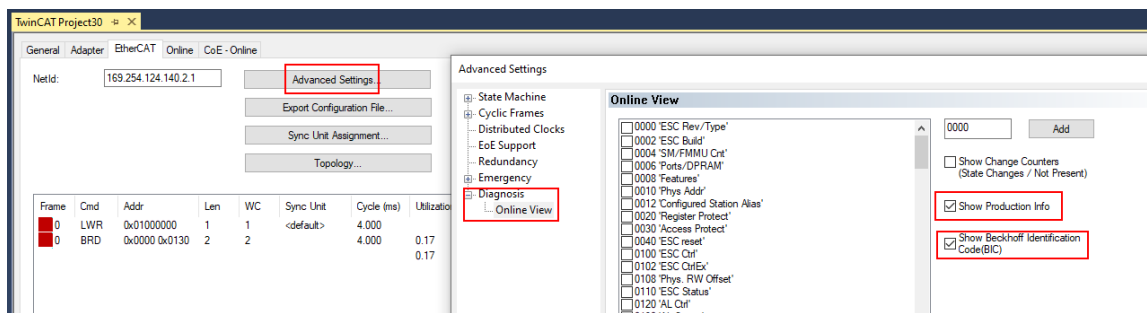 TwinCAT Project30
General Adapter EtherCAT Online CoE - Online
NetId: 169.254.124.140.2.1
Advanced Settings...
Export Configuration File...
Sync Unit Assignment...
Topology...
Frame Cmd Addr Len WC Sync Unit Cycle (ms) Utilization
0 LWR 0x01000000 1 1 <default> 4.000
0 BRD 0x0000 0x0130 2 2 4.000 0.17
0.17
Advanced Settings
State Machine
Cyclic Frames
Distributed Clocks
EoE Support
Redundancy
Emergency
Diagnosis
Online View
Online View
0000 'ESC Rev/Type'
0002 'ESC Build'
0004 'SM/FMMU Cnt'
0006 'Ports/DPRAM'
0008 'Features'
0010 'Phys Addr'
0012 'Configured Station Alias'
0020 'Register Protect'
0030 'Access Protect'
0040 'ESC reset'
0100 'ESC Ctrl'
0102 'ESC CtrlEx'
0108 'Phys. RW Offset'
0110 'ESC Status'
0120 'AL Ctrl'
0000 Add
Show Change Counters
(State Changes / Not Present)
Show Production Info
Show Beckhoff Identification
Code(BIC)